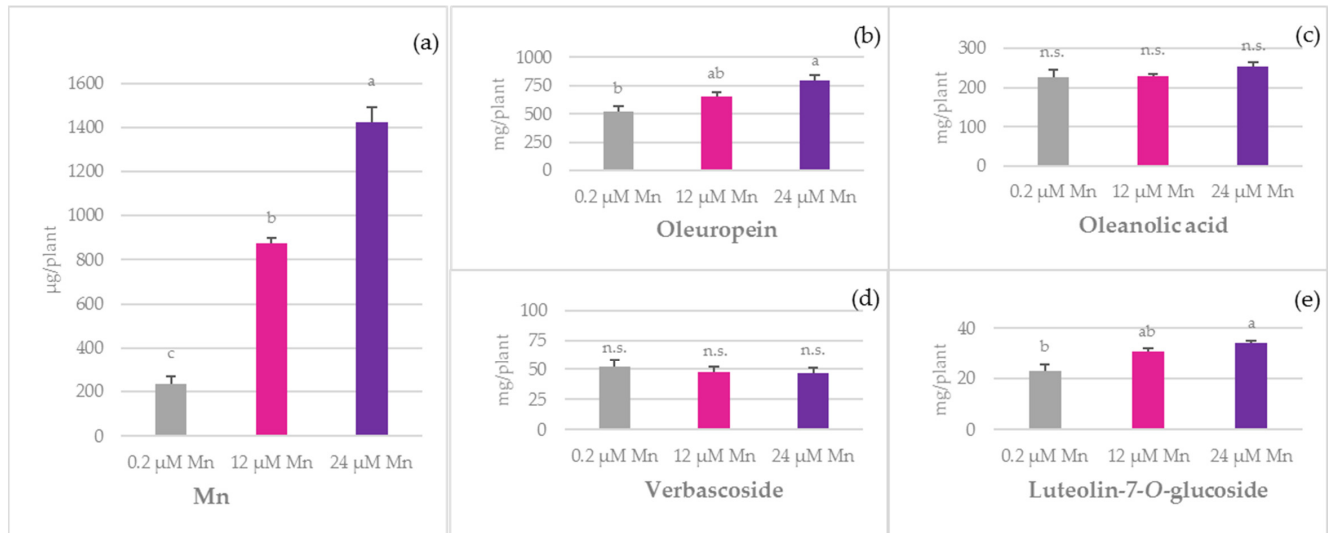 (a)
1600
1400
1200
1000
800
600
400
200
0
µg/plant
c
b
a
0.2 µM Mn 12 µM Mn 24 µM Mn
Mn
(b)
1000
750
500
250
0
mg/plant
b
ab
a
0.2 µM Mn 12 µM Mn 24 µM Mn
Oleuropein
(c)
300
200
100
0
mg/plant
n.s.
n.s.
n.s.
0.2 µM Mn 12 µM Mn 24 µM Mn
Oleanolic acid
(d)
100
75
50
25
0
mg/plant
n.s.
n.s.
n.s.
0.2 µM Mn 12 µM Mn 24 µM Mn
Verbascoside
(e)
40
20
0
mg/plant
b
ab
a
0.2 µM Mn 12 µM Mn 24 µM Mn
Luteolin-7-O-glucoside